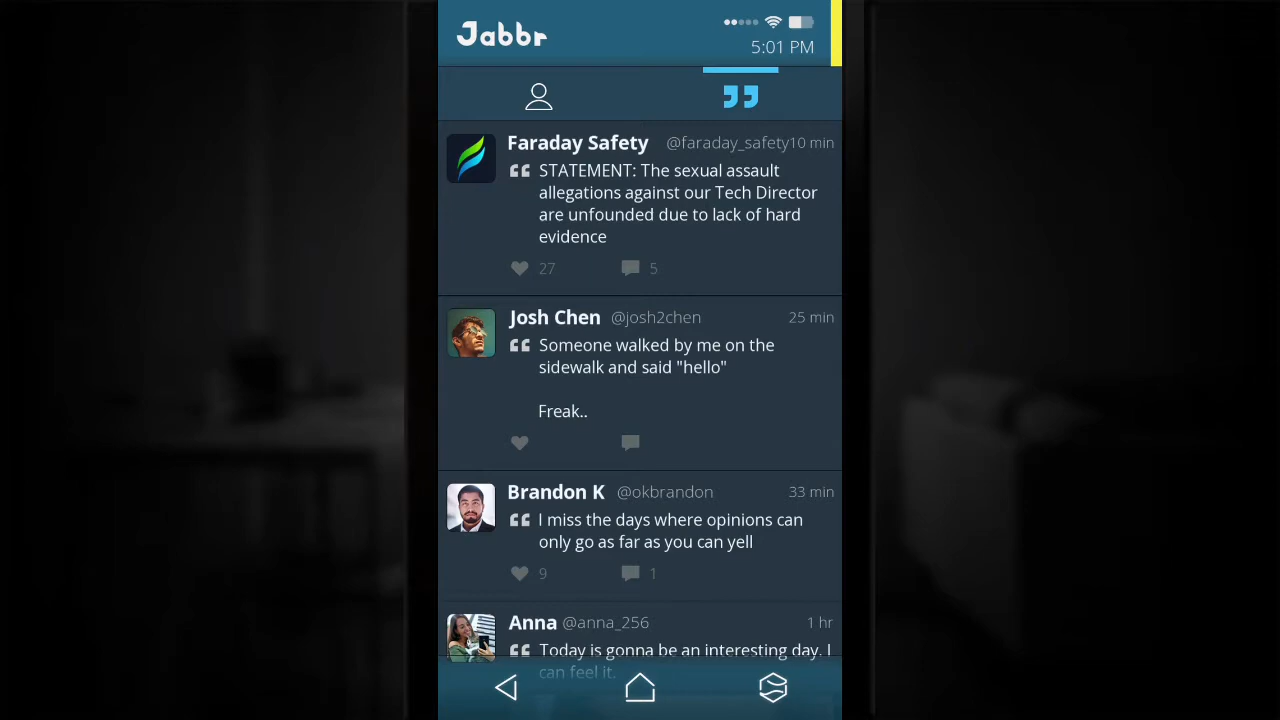 Jabbr
5:01 PM
Faraday Safety @faraday_safety10 min
STATEMENT: The sexual assault
allegations against our Tech Director
are unfounded due to lack of hard
evidence
27 5
Josh Chen @josh2chen 25 min
Someone walked by me on the
sidewalk and said "hello"
Freak..
Brandon K @okbrandon 33 min
I miss the days where opinions can
only go as far as you can yell
9 1
Anna @anna_256 1 hr
Today is gonna be an interesting day. I
can feel it.